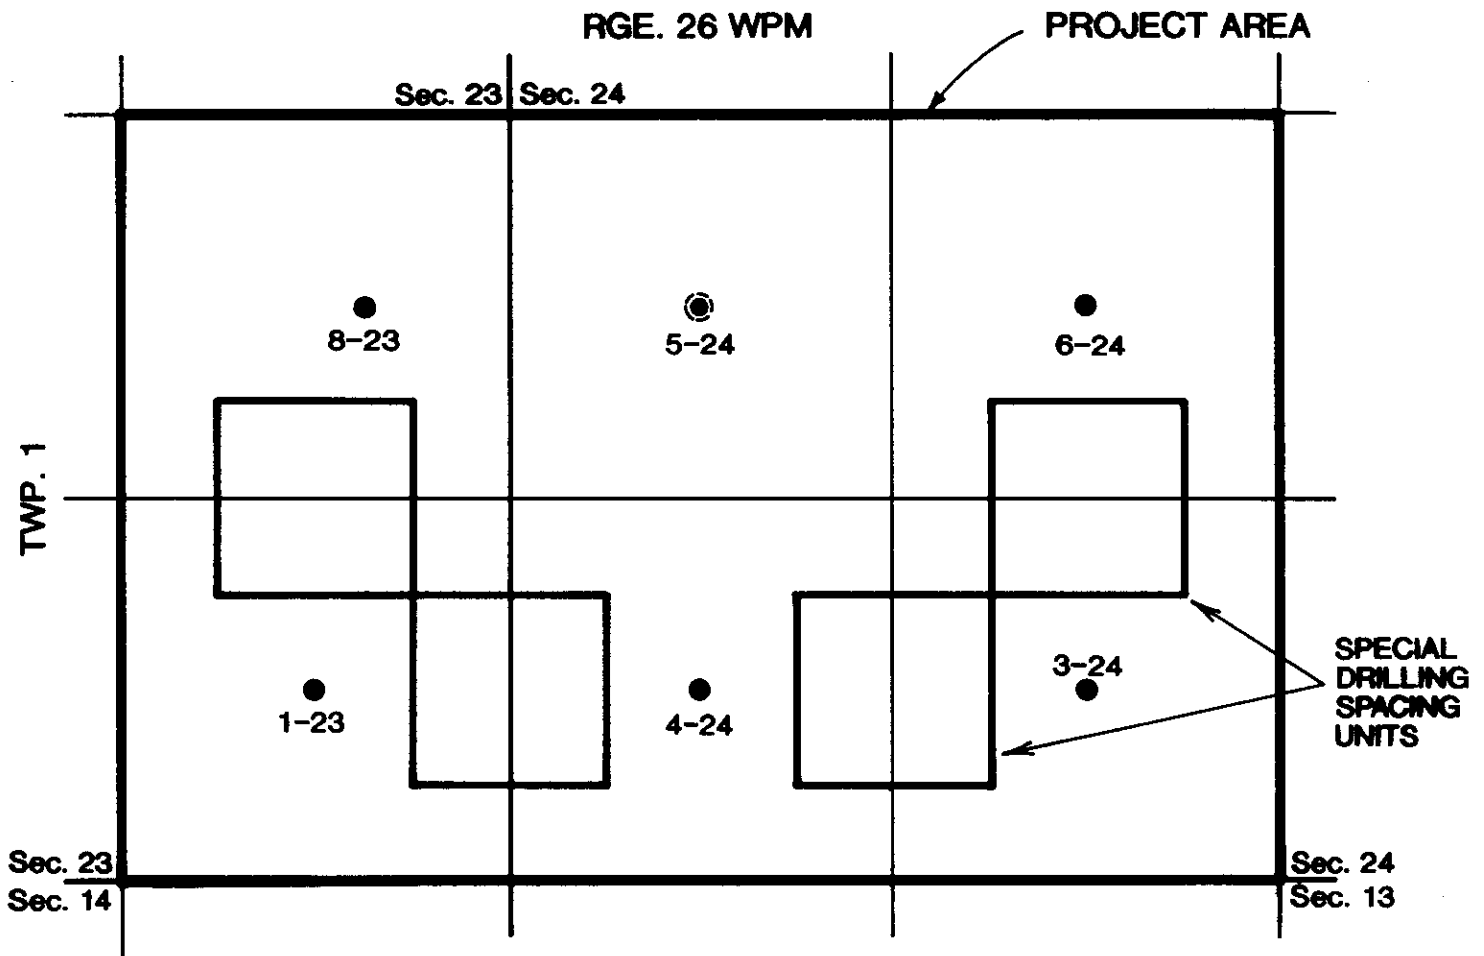 RGE. 26 WPM
PROJECT AREA
Sec. 23
Sec. 24
8-23
5-24
6-24
TWP. 1
1-23
4-24
3-24
SPECIAL
DRILLING
SPACING
UNITS
Sec. 23
Sec. 14
Sec. 24
Sec. 13